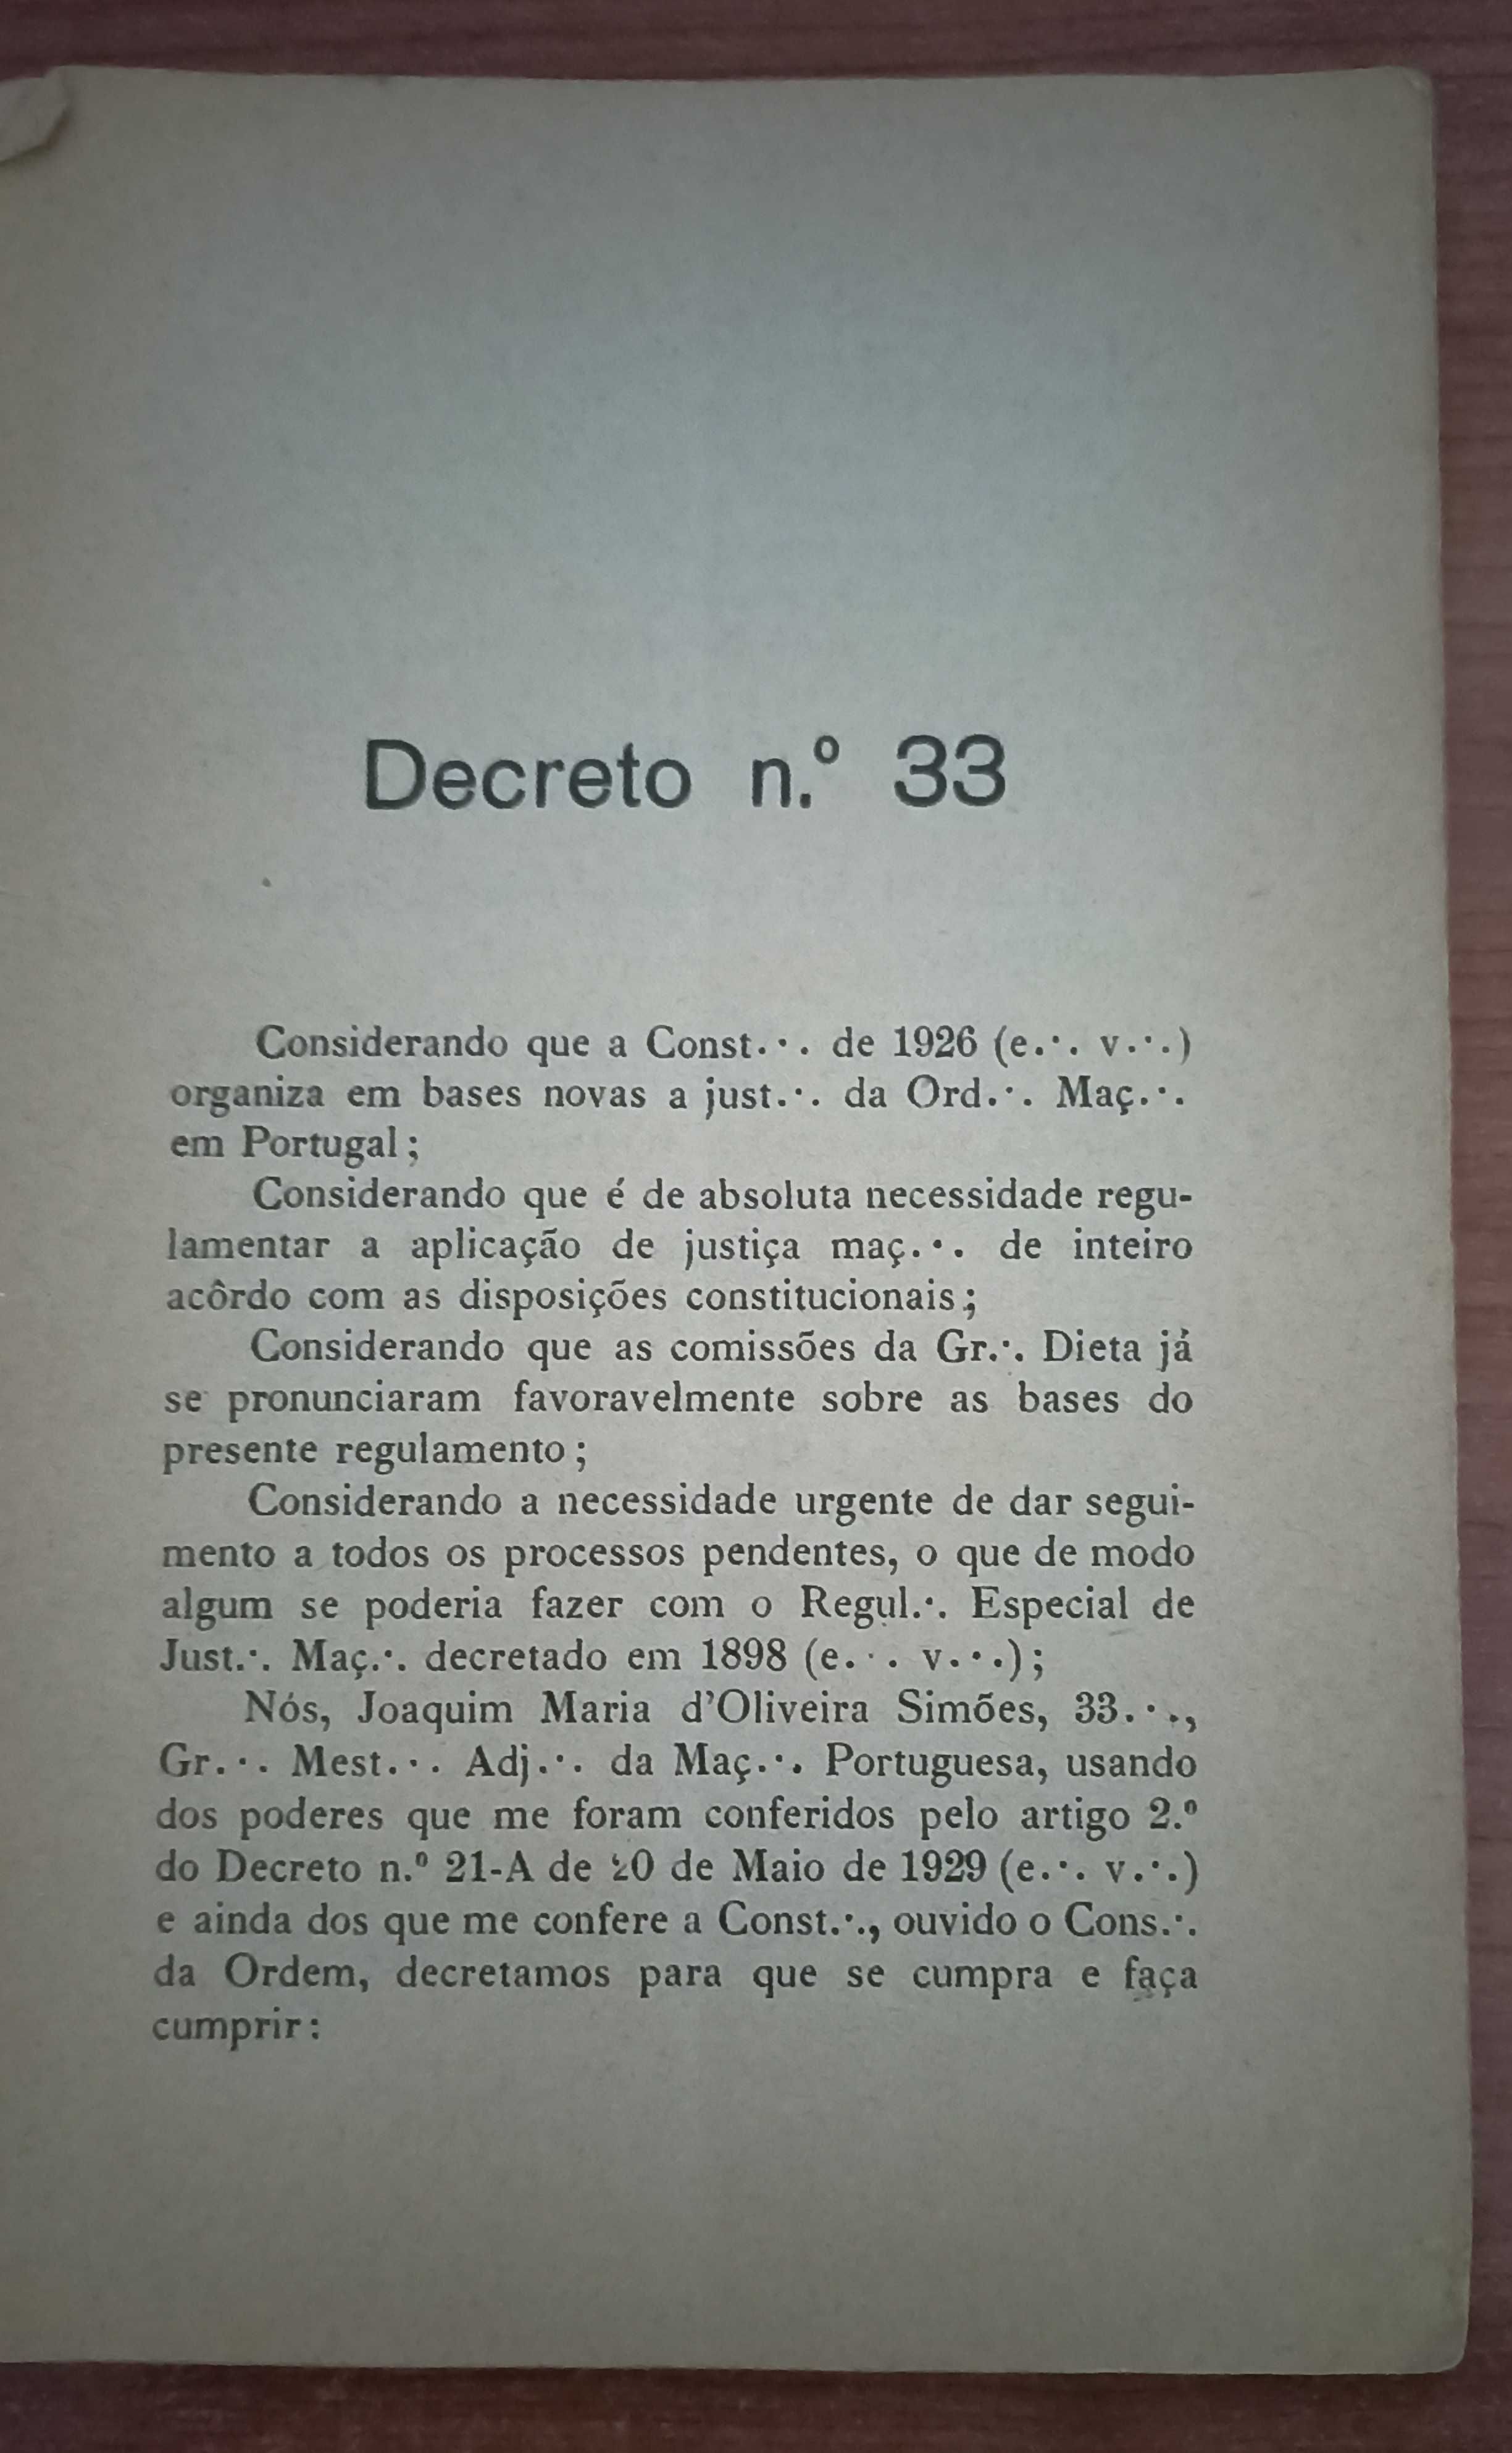 Decreto n.º 33
Considerando que a Const.·. de 1926 (e.·. v.·.)
organiza em bases novas a just.·. da Ord.·. Maç.·.
em Portugal ;
Considerando que é de absoluta necessidade regu-
lamentar a aplicação de justiça maç.·. de inteiro
acôrdo com as disposições constitucionais ;
Considerando que as comissões da Gr.·. Dieta já
se pronunciaram favoravelmente sobre as bases do
presente regulamento ;
Considerando a necessidade urgente de dar segui-
mento a todos os processos pendentes, o que de modo
algum se poderia fazer com o Regul.·. Especial de
Just.·. Maç.·. decretado em 1898 (e.·. v.·.) ;
Nós, Joaquim Maria d'Oliveira Simões, 33.·.,
Gr.·. Mest.·. Adj.·. da Maç.·. Portuguesa, usando
dos poderes que me foram conferidos pelo artigo 2.º
do Decreto n.º 21-A de 20 de Maio de 1929 (e.·. v.·.)
e ainda dos que me confere a Const.·., ouvido o Cons.·.
da Ordem, decretamos para que se cumpra e faça
cumprir :